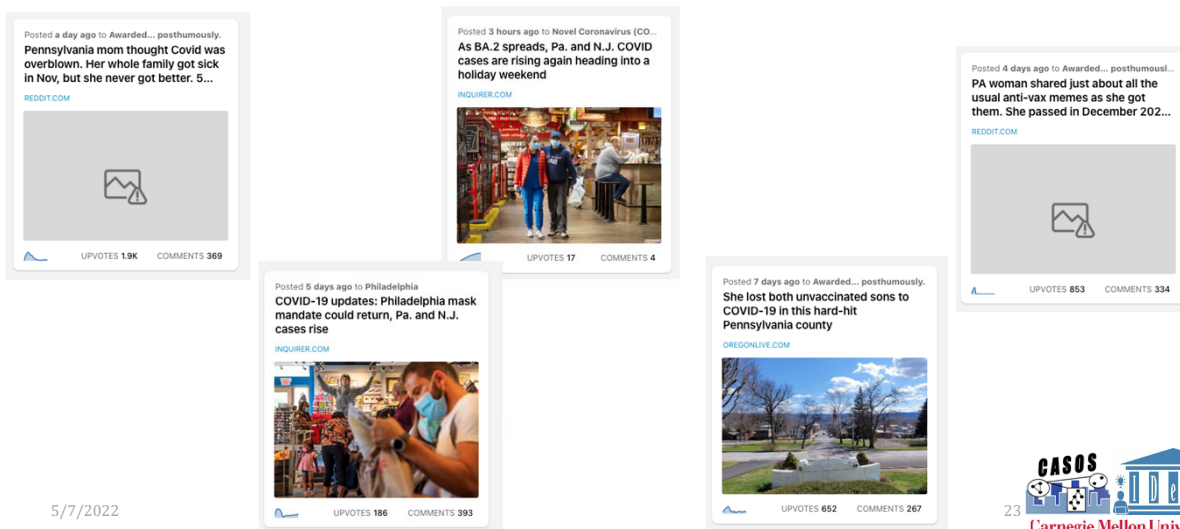 Posted a day ago to Awarded... posthumously.
Pennsylvania mom thought Covid was
overblown. Her whole family got sick
in Nov, but she never got better. 5...
REDDIT.COM
UPVOTES 1.9K COMMENTS 369
Posted 3 hours ago to Novel Coronavirus (CO...
As BA.2 spreads, Pa. and N.J. COVID
cases are rising again heading into a
holiday weekend
INQUIRER.COM
UPVOTES 17 COMMENTS 4
Posted 4 days ago to Awarded... posthumousl...
PA woman shared just about all the
usual anti-vax memes as she got
them. She passed in December 202...
REDDIT.COM
UPVOTES 853 COMMENTS 334
Posted 5 days ago to Philadelphia
COVID-19 updates: Philadelphia mask
mandate could return, Pa. and N.J.
cases rise
INQUIRER.COM
UPVOTES 186 COMMENTS 393
Posted 7 days ago to Awarded... posthumously.
She lost both unvaccinated sons to
COVID-19 in this hard-hit
Pennsylvania county
OREGONLIVE.COM
UPVOTES 652 COMMENTS 267
5/7/2022
23
CASOS
IDe
Carnegie Mellon Univ